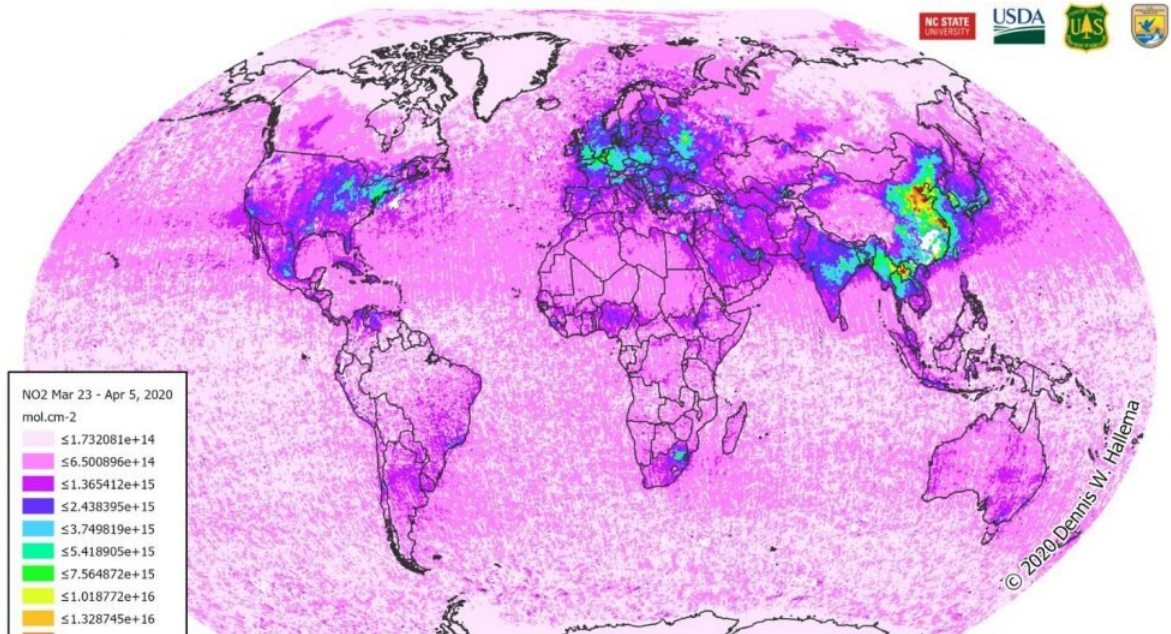 NC STATE
UNIVERSITY
USDA
UAS
NO2 Mar 23 - Apr 5, 2020
mol.cm-2
≤1.732081e+14
≤6.500896e+14
≤1.365412e+15
≤2.438395e+15
≤3.749819e+15
≤5.418905e+15
≤7.564872e+15
≤1.018772e+16
≤1.328745e+16
© 2020 Dennis W. Hallema